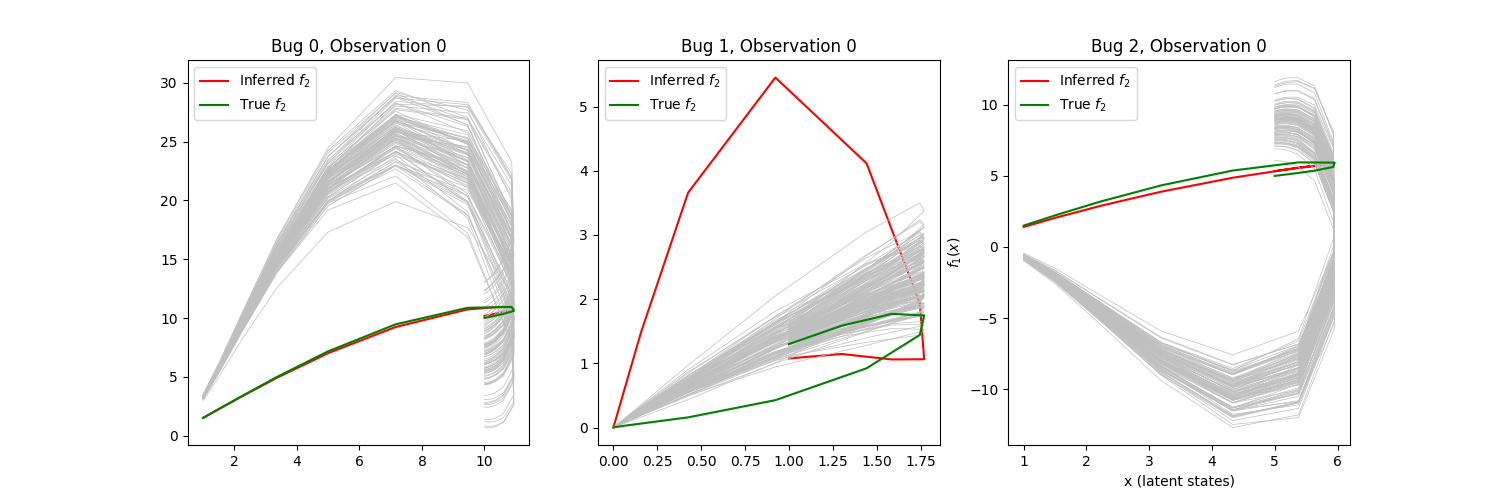 Bug 0, Observation 0
Inferred f₂
True f₂
30
25
20
15
10
5
0
2 4 6 8 10
Bug 1, Observation 0
Inferred f₂
True f₂
5
4
3
2
1
0
0.00 0.25 0.50 0.75 1.00 1.25 1.50 1.75
Bug 2, Observation 0
Inferred f₂
True f₂
f₁(x)
10
5
0
−5
−10
1 2 3 4 5 6
x (latent states)